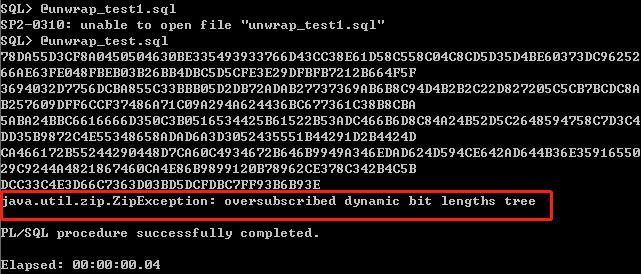 SQL> @unwrap_test1.sql
SP2-0310: unable to open file "unwrap_test1.sql"
SQL> @unwrap_test.sql
78DA55D3CF8A0450504630BE335493933766D43CC38E61D58C558C04C8CD5D35D4BE60373DC96252
66AE63FE048FBEB03B26BB4DBC5D5CFE3E29DFBFB7212B664F5F
3694032D7756DCBA855C33BBB05D2DB72ADAB27737369AB6B8C94D4B2B2C22D827205C5CB7BCDC8A
B257609DFF6CCF37486A71C09A294A624436BC677361C38B8CBA
5ABA24BBC6616666D350C3B0516534425B61522B53ADC466B6D8C84A24B52D5C2648594758C7D3C4
DD35B9872C4E55348658ADAD6A3D3052435551B44291D2B4424D
CA466172B55244290448D7CA60C4934672B646B9949A346EDAD624D594CE642AD644B36E35916550
29C9244A4821867460CA4E86B9899120B78962CE378C342B4C5B
DCC33C4E3D66C7363D03BD5DCFDBC7FF93B6B93E
java.util.zip.ZipException: oversubscribed dynamic bit lengths tree
PL/SQL procedure successfully completed.
Elapsed: 00:00:00.04